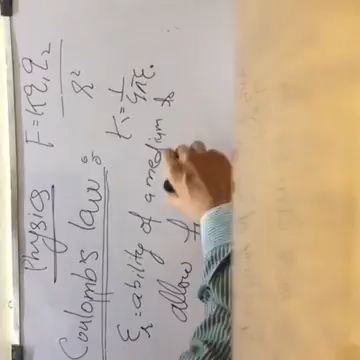 Physics F = Kq₁q₂
r²
Coulomb's law :
K = 1
4πε.
εᵣ = ability of a medium to
allow